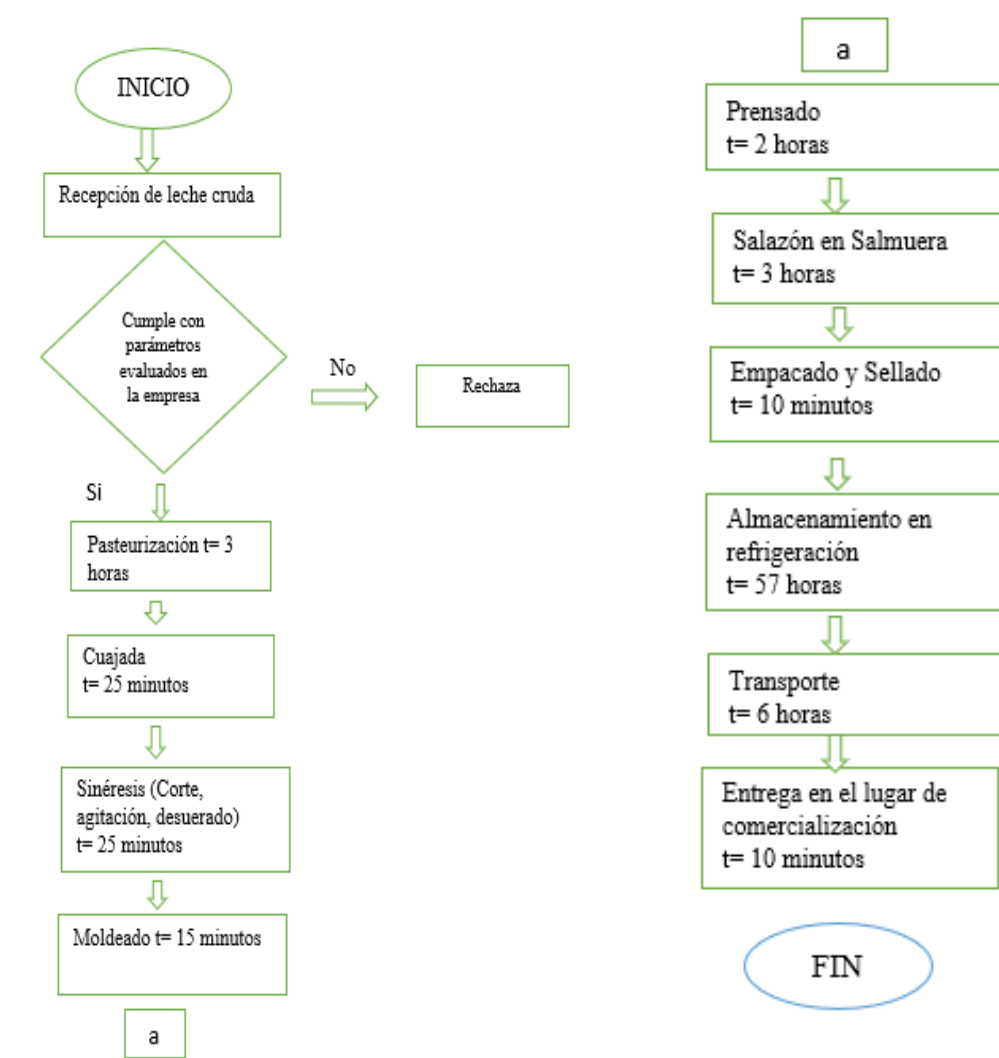 INICIO
Recepción de leche cruda
Cumple con
parámetros
evaluados en
la empresa
No
Rechaza
Si
Pasteurización t= 3
horas
Cuajada
t= 25 minutos
Sinéresis (Corte,
agitación, desuerado)
t= 25 minutos
Moldeado t= 15 minutos
a
a
Prensado
t= 2 horas
Salazón en Salmuera
t= 3 horas
Empacado y Sellado
t= 10 minutos
Almacenamiento en
refrigeración
t= 57 horas
Transporte
t= 6 horas
Entrega en el lugar de
comercialización
t= 10 minutos
FIN